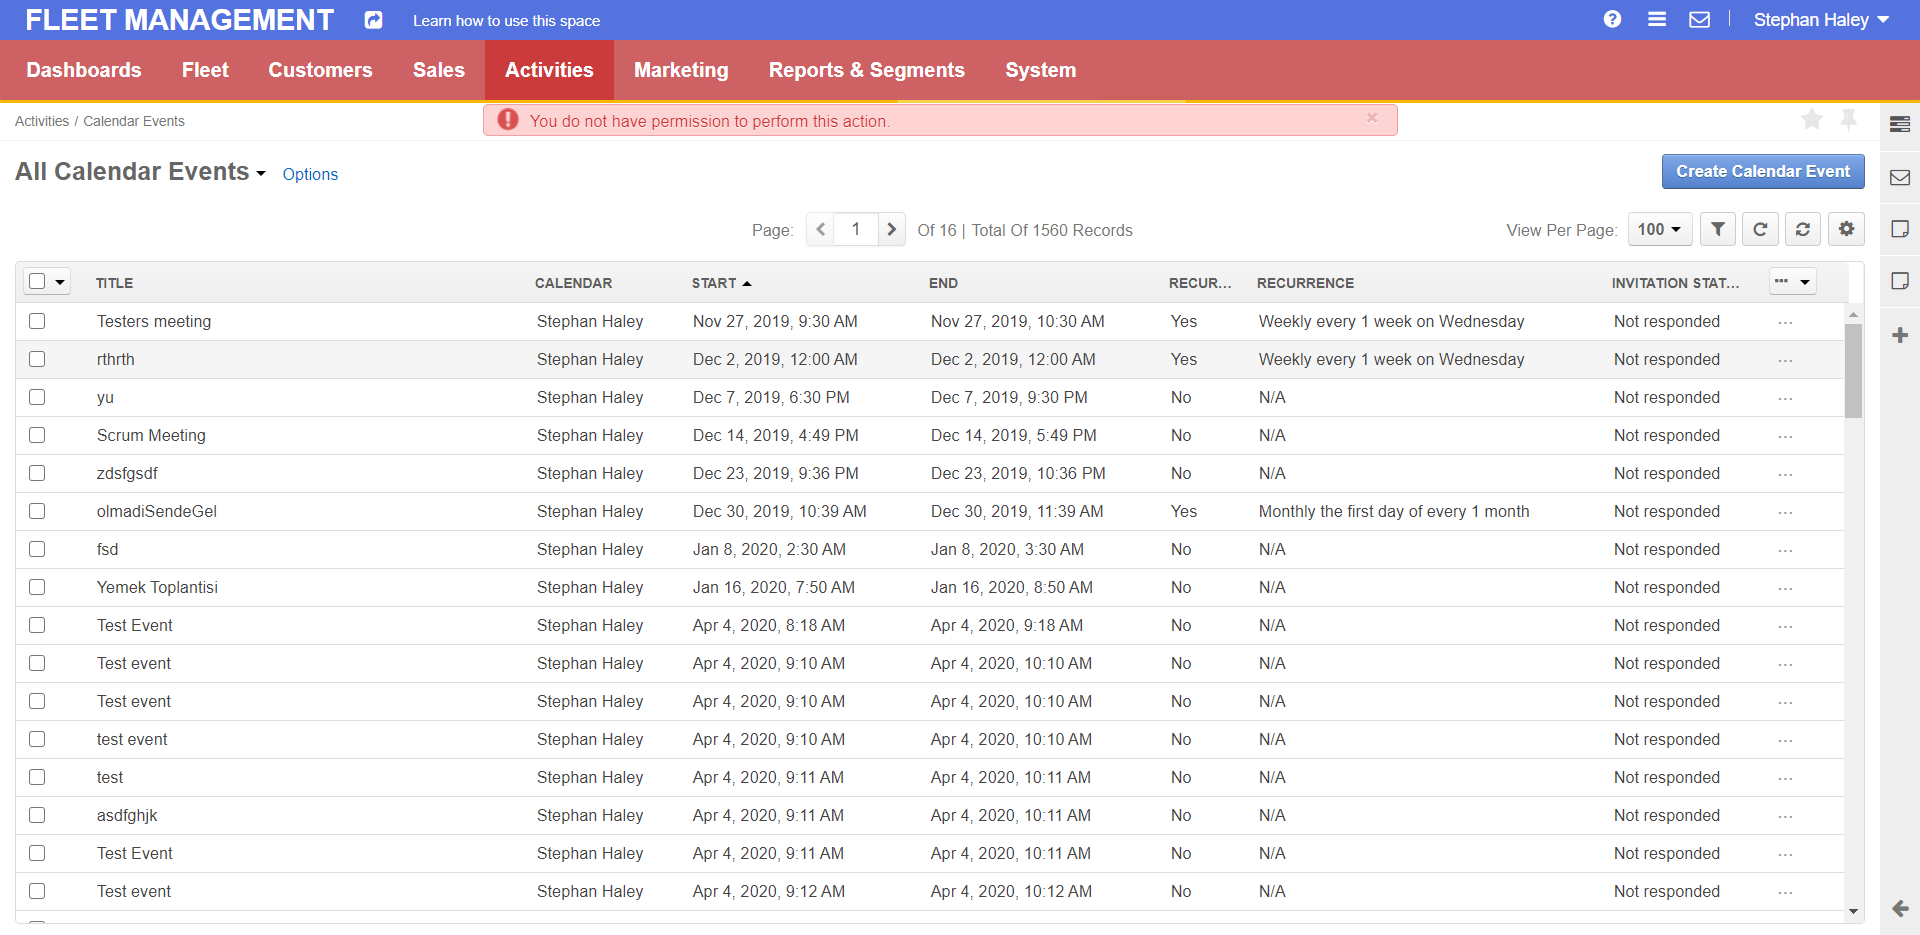 FLEET MANAGEMENT Learn how to use this space Stephan Haley
Dashboards Fleet Customers Sales Activities Marketing Reports & Segments System
Activities / Calendar Events
You do not have permission to perform this action. ×
All Calendar Events Options Create Calendar Event
Page: 1 Of 16 | Total Of 1560 Records View Per Page: 100
TITLE CALENDAR START END RECUR... RECURRENCE INVITATION STAT...
Testers meeting Stephan Haley Nov 27, 2019, 9:30 AM Nov 27, 2019, 10:30 AM Yes Weekly every 1 week on Wednesday Not responded ...
rthrth Stephan Haley Dec 2, 2019, 12:00 AM Dec 2, 2019, 12:00 AM Yes Weekly every 1 week on Wednesday Not responded ...
yu Stephan Haley Dec 7, 2019, 6:30 PM Dec 7, 2019, 9:30 PM No N/A Not responded ...
Scrum Meeting Stephan Haley Dec 14, 2019, 4:49 PM Dec 14, 2019, 5:49 PM No N/A Not responded ...
zdsfgsdf Stephan Haley Dec 23, 2019, 9:36 PM Dec 23, 2019, 10:36 PM No N/A Not responded ...
olmadiSendeGel Stephan Haley Dec 30, 2019, 10:39 AM Dec 30, 2019, 11:39 AM Yes Monthly the first day of every 1 month Not responded ...
fsd Stephan Haley Jan 8, 2020, 2:30 AM Jan 8, 2020, 3:30 AM No N/A Not responded ...
Yemek Toplantisi Stephan Haley Jan 16, 2020, 7:50 AM Jan 16, 2020, 8:50 AM No N/A Not responded ...
Test Event Stephan Haley Apr 4, 2020, 8:18 AM Apr 4, 2020, 9:18 AM No N/A Not responded ...
Test event Stephan Haley Apr 4, 2020, 9:10 AM Apr 4, 2020, 10:10 AM No N/A Not responded ...
Test event Stephan Haley Apr 4, 2020, 9:10 AM Apr 4, 2020, 10:10 AM No N/A Not responded ...
test event Stephan Haley Apr 4, 2020, 9:10 AM Apr 4, 2020, 10:10 AM No N/A Not responded ...
test Stephan Haley Apr 4, 2020, 9:11 AM Apr 4, 2020, 10:11 AM No N/A Not responded ...
asdfghjk Stephan Haley Apr 4, 2020, 9:11 AM Apr 4, 2020, 10:11 AM No N/A Not responded ...
Test Event Stephan Haley Apr 4, 2020, 9:11 AM Apr 4, 2020, 10:11 AM No N/A Not responded ...
Test event Stephan Haley Apr 4, 2020, 9:12 AM Apr 4, 2020, 10:12 AM No N/A Not responded ...